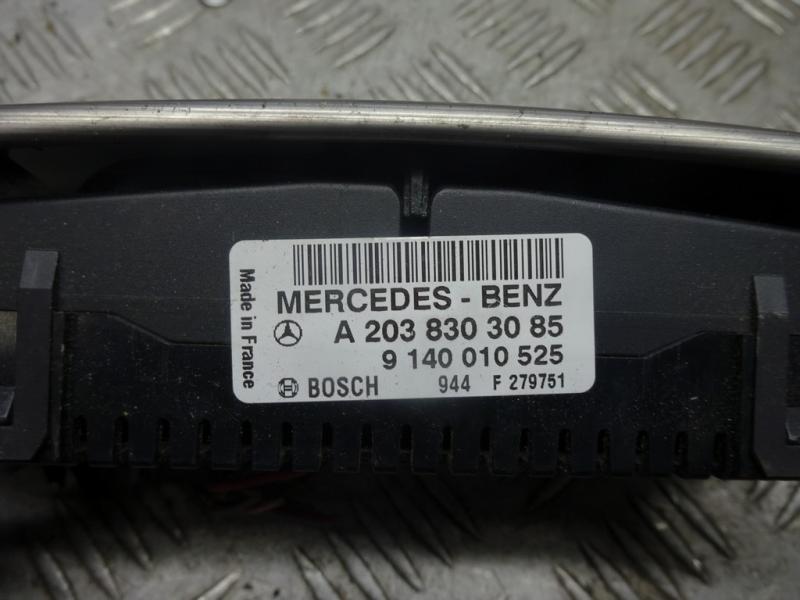 MERCEDES - BENZ
A 203 830 30 85
9 140 010 525
BOSCH 944 F 279751
Made in France